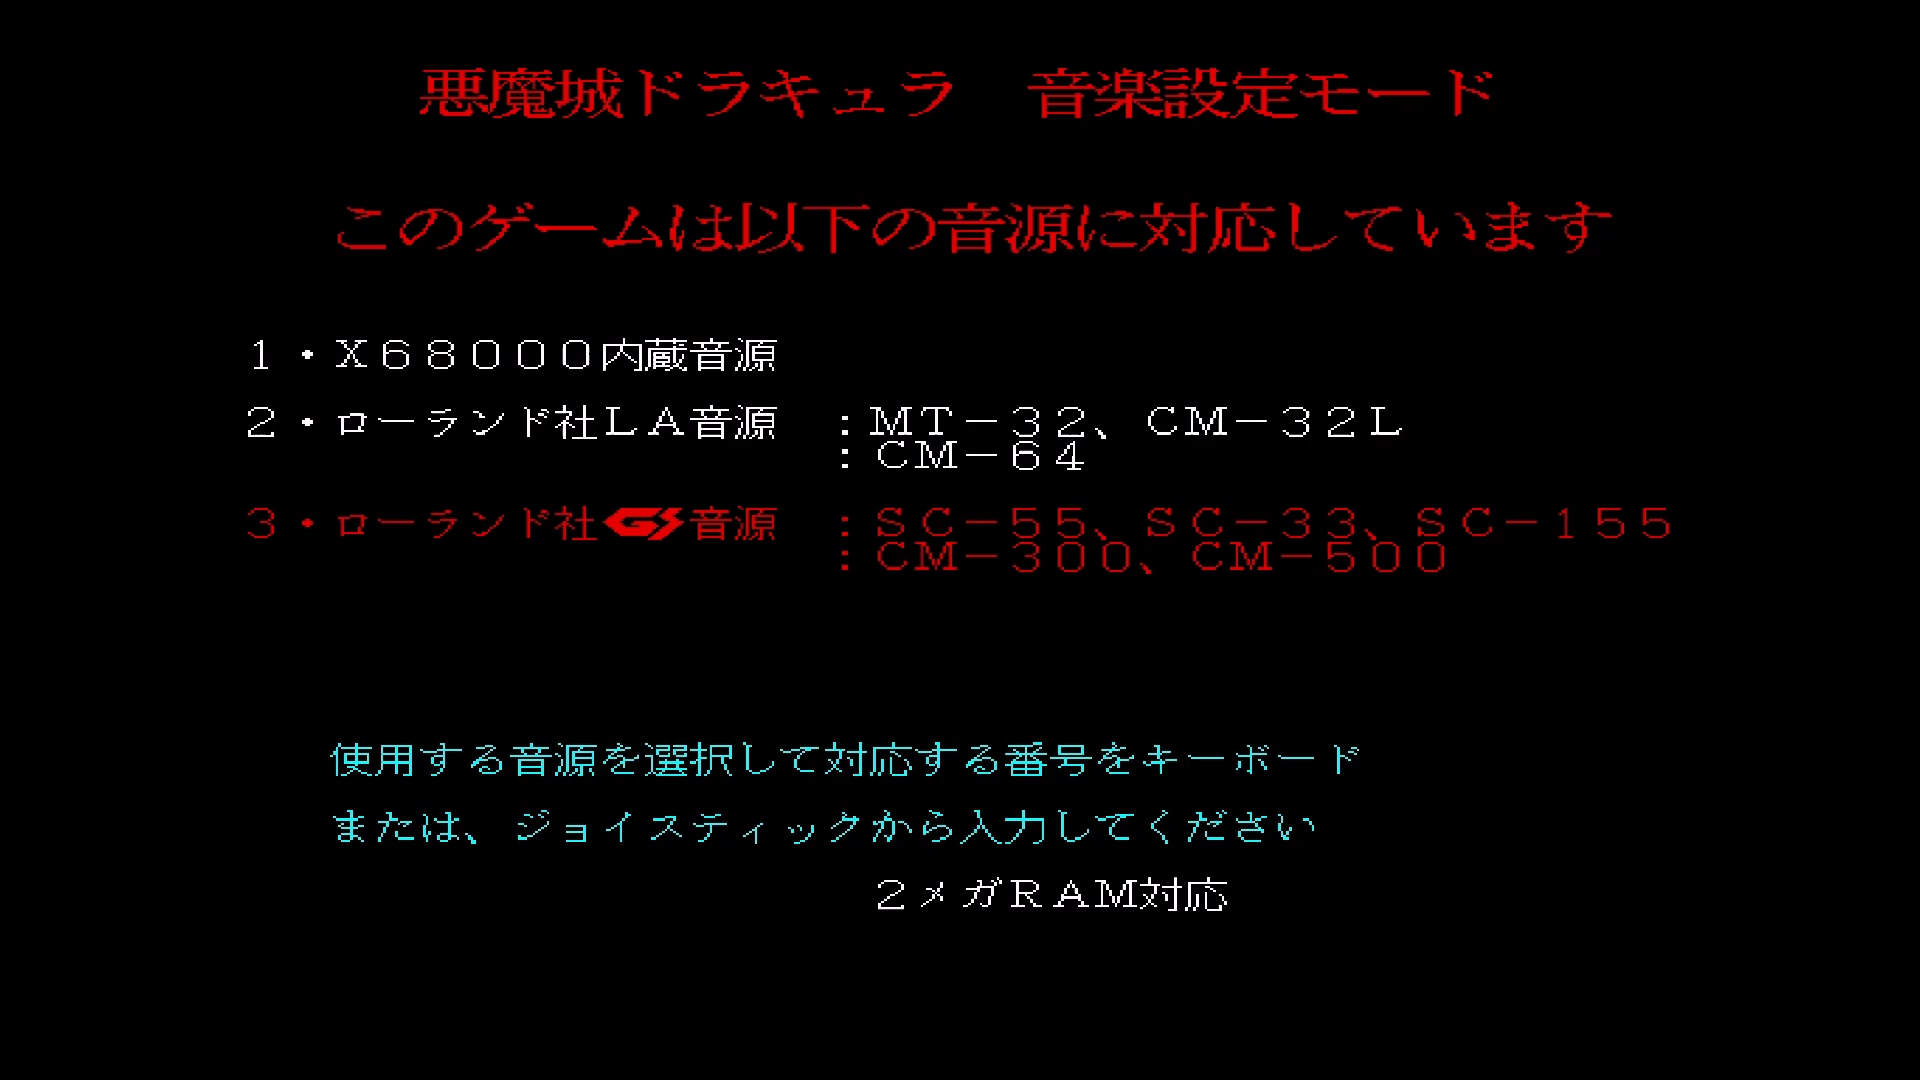 悪魔城ドラキュラ　音楽設定モード
このゲームは以下の音源に対応しています
１・Ｘ６８０００内蔵音源
２・ローランド社ＬＡ音源　：ＭＴ－３２、ＣＭ－３２Ｌ
：ＣＭ－６４
３・ローランド社GS音源　：ＳＣ－５５、ＳＣ－３３、ＳＣ－１５５
：ＣＭ－３００、ＣＭ－５００
使用する音源を選択して対応する番号をキーボード
または、ジョイスティックから入力してください
２メガＲＡＭ対応